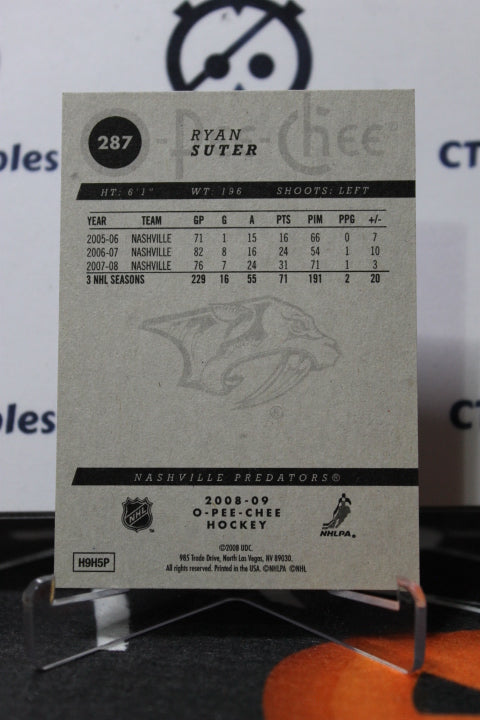 287
O-Pee-Chee
RYAN
SUTER
HT: 6'1" WT: 196 SHOOTS: LEFT
YEAR TEAM GP G A PTS PIM PPG +/-
2005-06 NASHVILLE 71 1 15 16 66 0 7
2006-07 NASHVILLE 82 8 16 24 54 1 10
2007-08 NASHVILLE 76 7 24 31 71 1 3
3 NHL SEASONS 229 16 55 71 191 2 20
NASHVILLE PREDATORS®
NHL
2008-09
O-PEE-CHEE
HOCKEY
NHLPA®
©2008 UDC.
985 Trade Drive, North Las Vegas, NV 89030.
All rights reserved. Printed in the USA. ©NHLPA ©NHL
H9H5P
bles
CT
ples
CT